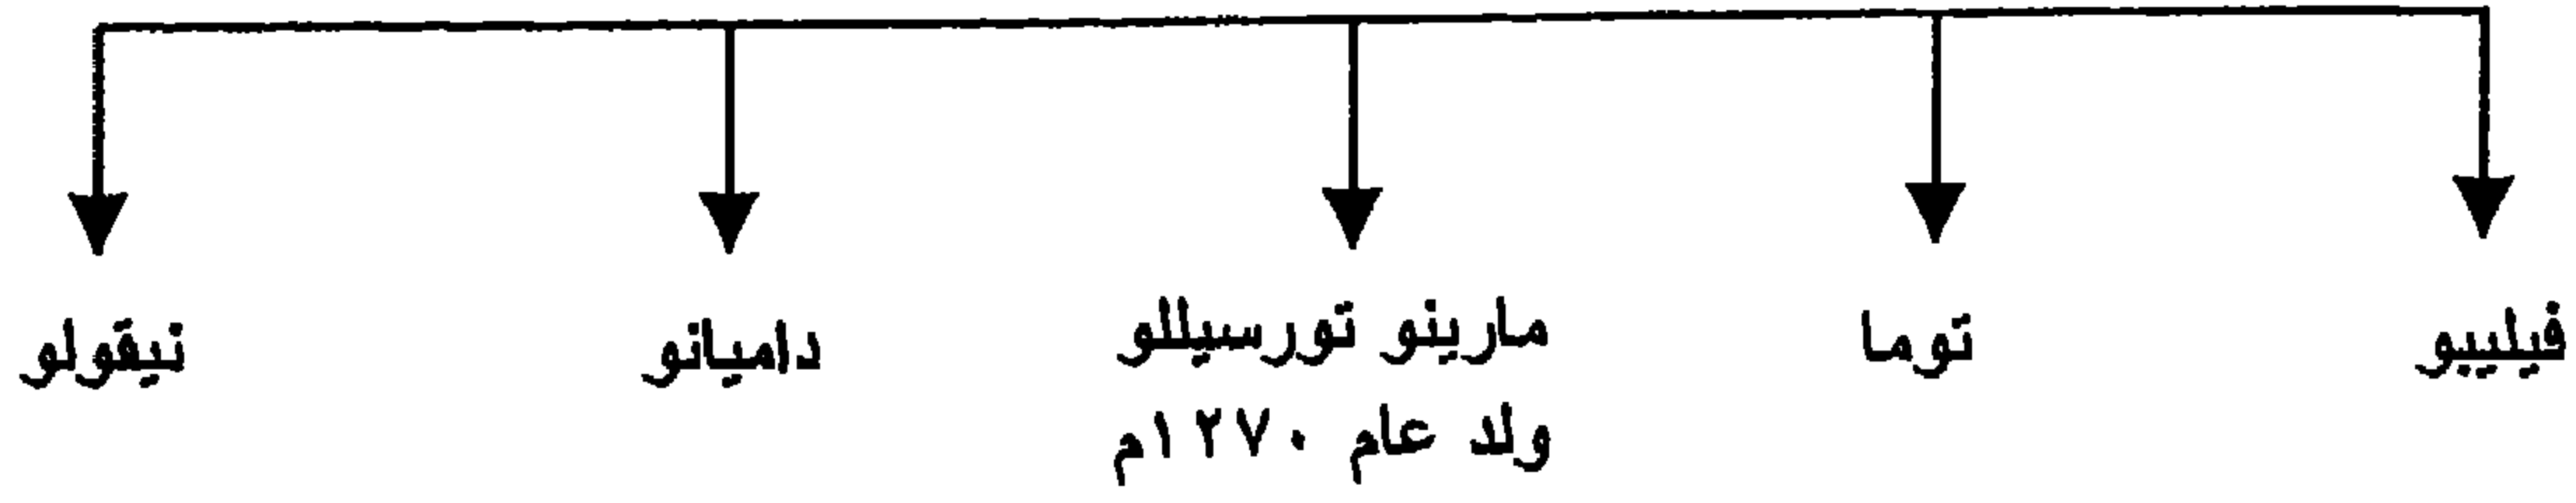 فيليبو
توما
مارينو تورسيللو
ولد عام ١٢٧٠م
داميانو
نيقولو